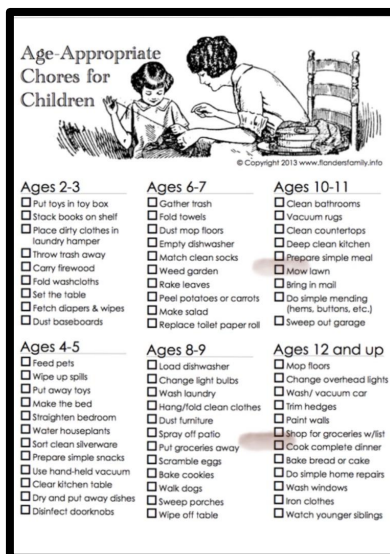 Age-Appropriate
Chores for
Children
© Copyright 2013 www.flandersfamily.info
Ages 2-3
Put toys in toy box
Stack books on shelf
Place dirty clothes in
laundry hamper
Throw trash away
Carry firewood
Fold washcloths
Set the table
Fetch diapers & wipes
Dust baseboards
Ages 4-5
Feed pets
Wipe up spills
Put away toys
Make the bed
Straighten bedroom
Water houseplants
Sort clean silverware
Prepare simple snacks
Use hand-held vacuum
Clear kitchen table
Dry and put away dishes
Disinfect doorknobs
Ages 6-7
Gather trash
Fold towels
Dust mop floors
Empty dishwasher
Match clean socks
Weed garden
Rake leaves
Peel potatoes or carrots
Make salad
Replace toilet paper roll
Ages 8-9
Load dishwasher
Change light bulbs
Wash laundry
Hang/fold clean clothes
Dust furniture
Spray off patio
Put groceries away
Scramble eggs
Bake cookies
Walk dogs
Sweep porches
Wipe off table
Ages 10-11
Clean bathrooms
Vacuum rugs
Clean countertops
Deep clean kitchen
Prepare simple meal
Mow lawn
Bring in mail
Do simple mending
(hems, buttons, etc.)
Sweep out garage
Ages 12 and up
Mop floors
Change overhead lights
Wash/ vacuum car
Trim hedges
Paint walls
Shop for groceries w/list
Cook complete dinner
Bake bread or cake
Do simple home repairs
Wash windows
Iron clothes
Watch younger siblings